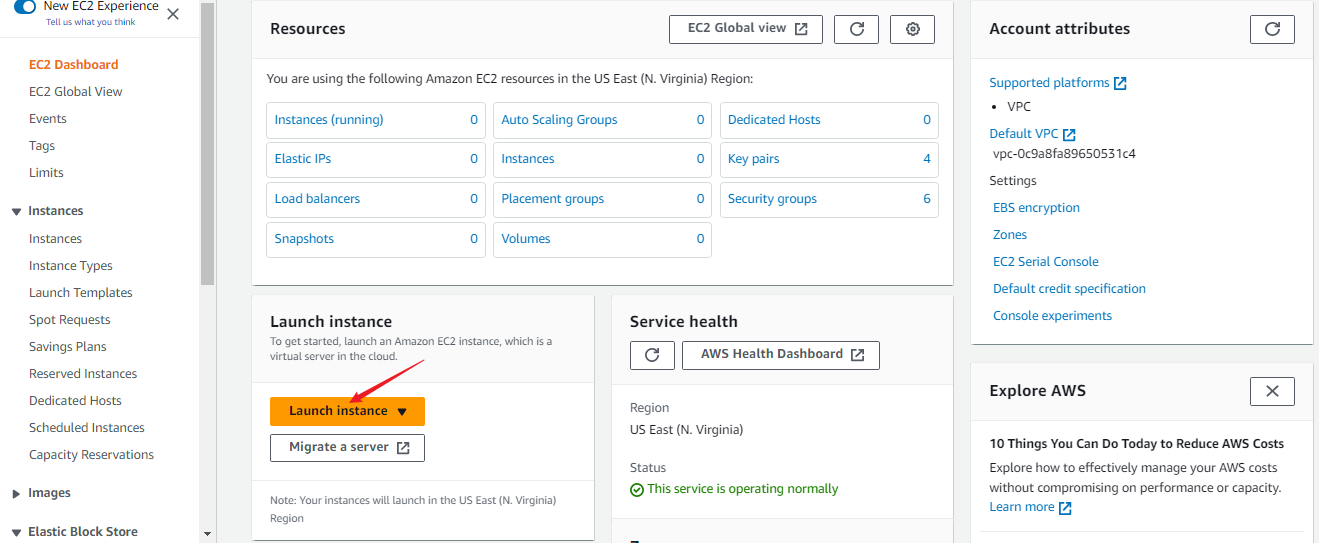 New EC2 Experience
Tell us what you think
EC2 Dashboard
EC2 Global View
Events
Tags
Limits
Instances
Instances
Instance Types
Launch Templates
Spot Requests
Savings Plans
Reserved Instances
Dedicated Hosts
Scheduled Instances
Capacity Reservations
Images
Elastic Block Store
Resources
EC2 Global view
You are using the following Amazon EC2 resources in the US East (N. Virginia) Region:
Instances (running) 0
Auto Scaling Groups 0
Dedicated Hosts 0
Elastic IPs 0
Instances 0
Key pairs 4
Load balancers 0
Placement groups 0
Security groups 6
Snapshots 0
Volumes 0
Launch instance
To get started, launch an Amazon EC2 instance, which is a
virtual server in the cloud.
Launch instance
Migrate a server
Note: Your instances will launch in the US East (N. Virginia)
Region
Service health
AWS Health Dashboard
Region
US East (N. Virginia)
Status
This service is operating normally
Account attributes
Supported platforms
• VPC
Default VPC
vpc-0c9a8fa89650531c4
Settings
EBS encryption
Zones
EC2 Serial Console
Default credit specification
Console experiments
Explore AWS
10 Things You Can Do Today to Reduce AWS Costs
Explore how to effectively manage your AWS costs
without compromising on performance or capacity.
Learn more